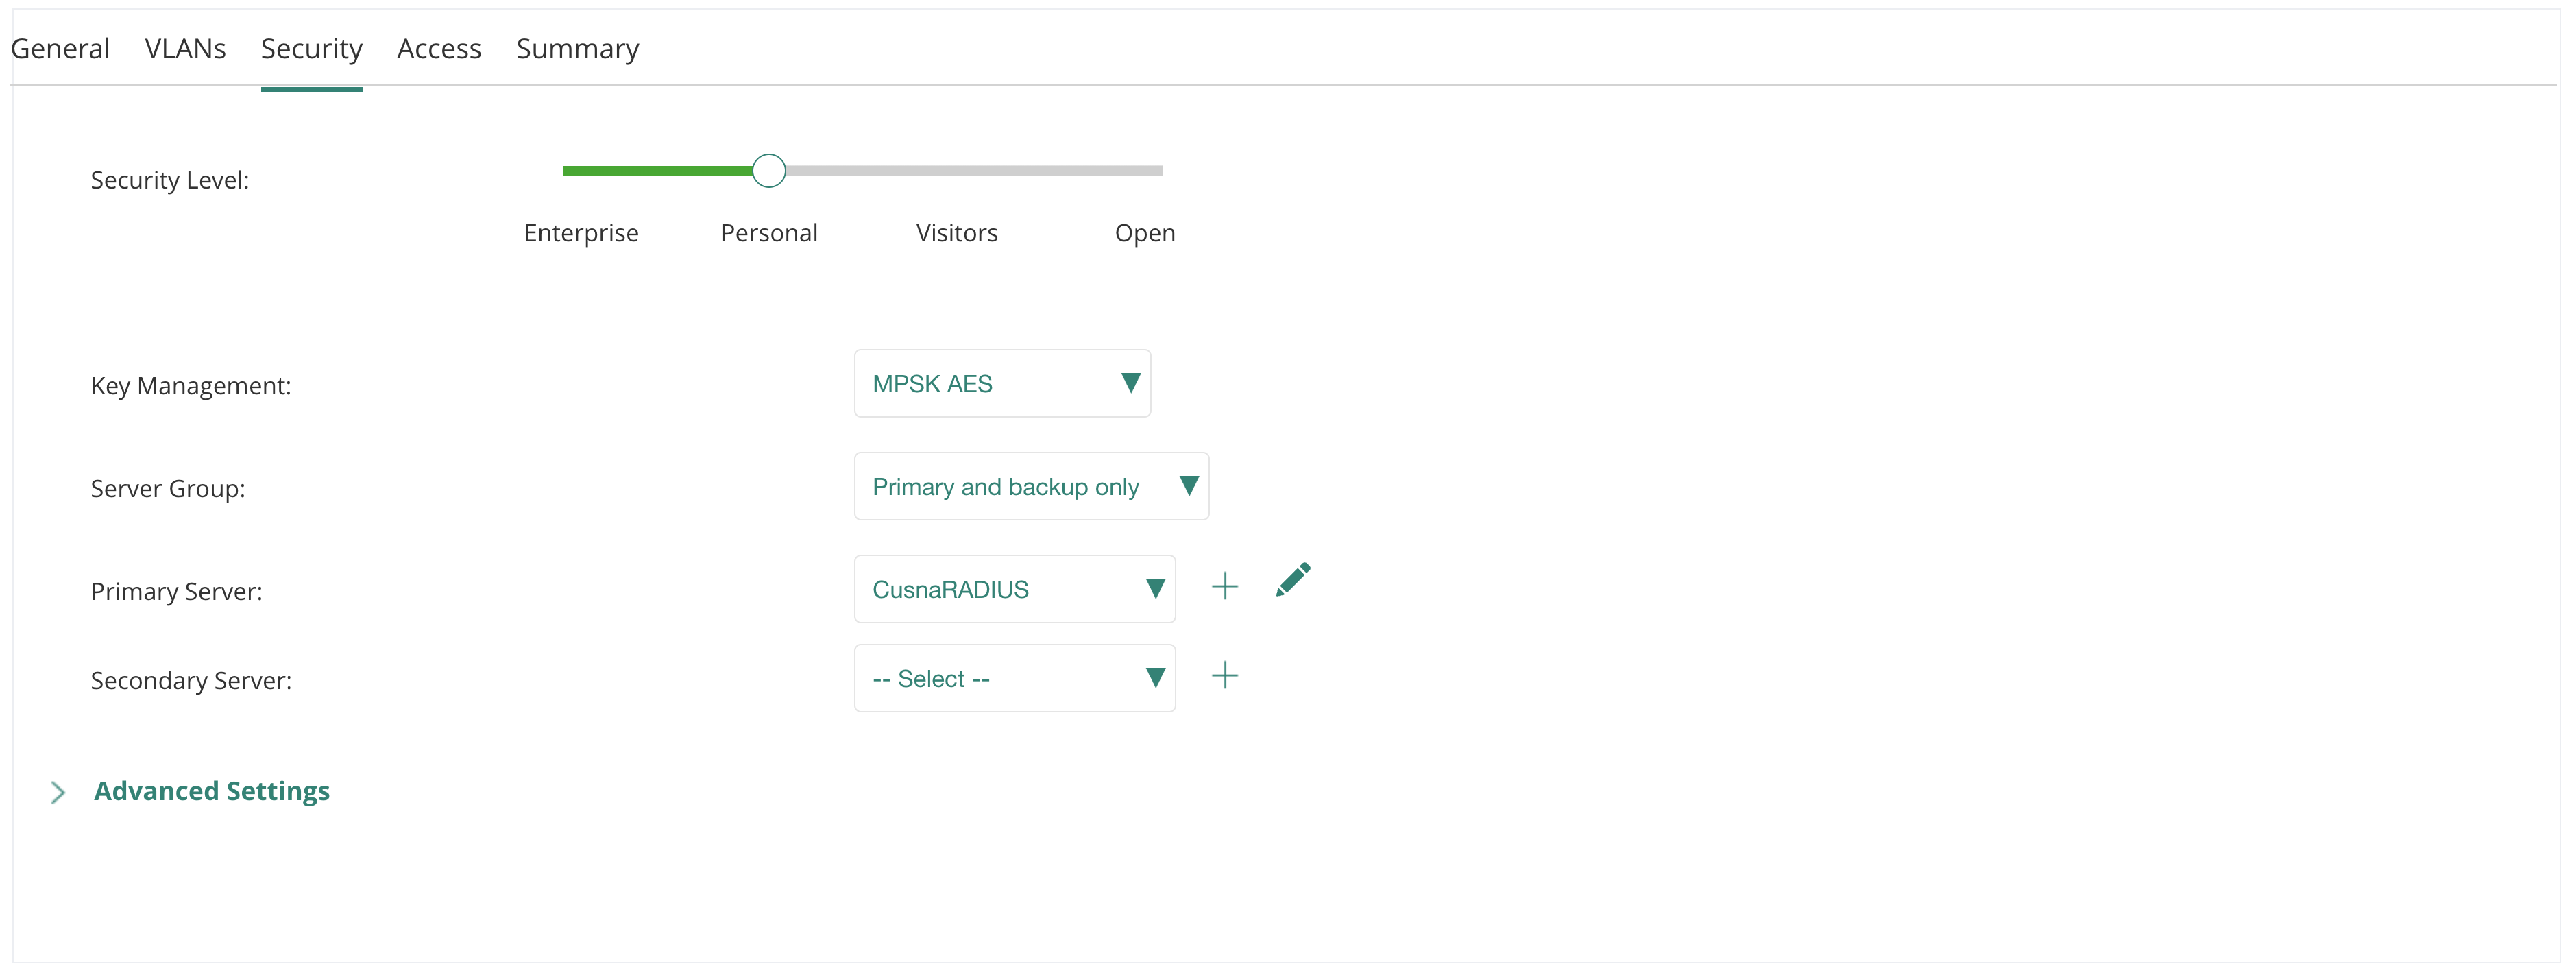 General VLANs Security Access Summary
Security Level:
Enterprise Personal Visitors Open
Key Management: MPSK AES
Server Group: Primary and backup only
Primary Server: CusnaRADIUS
Secondary Server: -- Select --
Advanced Settings